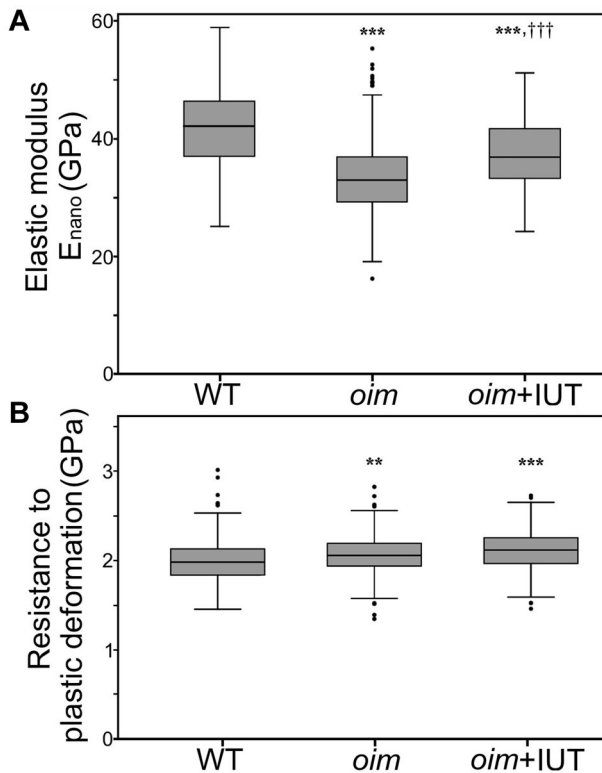 A
Elastic modulus
Enano (GPa)
60
40
20
0
***
***,†††
WT
oim
oim+IUT
B
Resistance to
plastic deformation (GPa)
3
2
1
0
**
***
WT
oim
oim+IUT